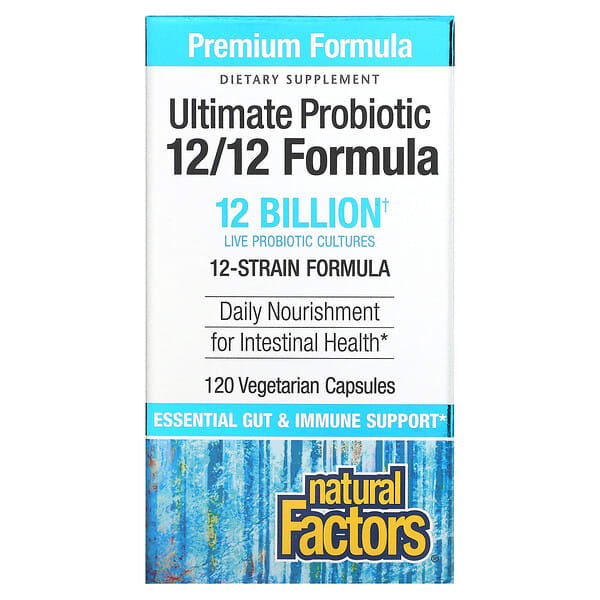 Premium Formula
DIETARY SUPPLEMENT
Ultimate Probiotic
12/12 Formula
12 BILLION†
LIVE PROBIOTIC CULTURES
12-STRAIN FORMULA
Daily Nourishment
for Intestinal Health*
120 Vegetarian Capsules
ESSENTIAL GUT & IMMUNE SUPPORT*
natural
Factors®